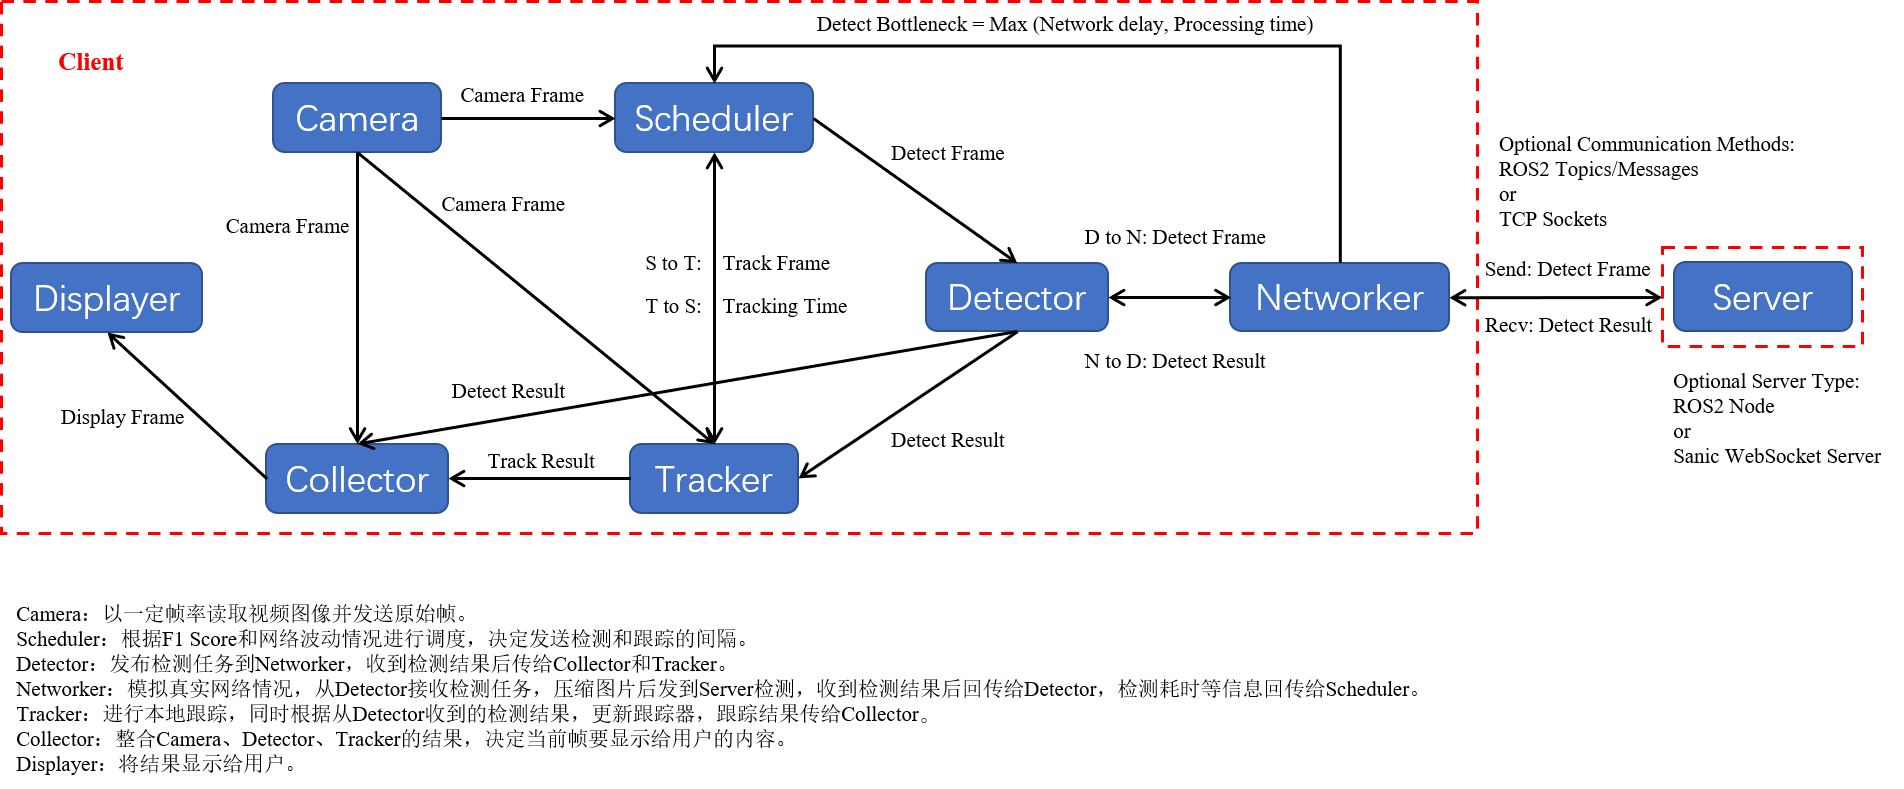 Detect Bottleneck = Max (Network delay, Processing time)
Client
Camera
Camera Frame
Scheduler
Detect Frame
Camera Frame
Camera Frame
Optional Communication Methods:
ROS2 Topics/Messages
or
TCP Sockets
S to T: Track Frame
T to S: Tracking Time
D to N: Detect Frame
Displayer
Detector
Networker
Send: Detect Frame
Recv: Detect Result
Server
N to D: Detect Result
Detect Result
Display Frame
Detect Result
Optional Server Type:
ROS2 Node
or
Sanic WebSocket Server
Collector
Track Result
Tracker
Camera：以一定帧率读取视频图像并发送原始帧。
Scheduler：根据F1 Score和网络波动情况进行调度，决定发送检测和跟踪的间隔。
Detector：发布检测任务到Networker，收到检测结果后传给Collector和Tracker。
Networker：模拟真实网络情况，从Detector接收检测任务，压缩图片后发到Server检测，收到检测结果后回传给Detector，检测耗时等信息回传给Scheduler。
Tracker：进行本地跟踪，同时根据从Detector收到的检测结果，更新跟踪器，跟踪结果传给Collector。
Collector：整合Camera、Detector、Tracker的结果，决定当前帧要显示给用户的内容。
Displayer：将结果显示给用户。